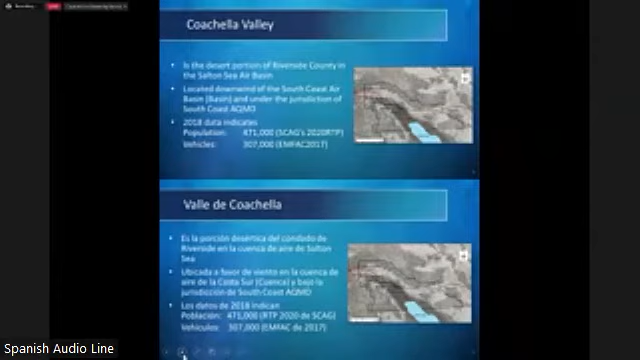 Coachella Valley
• Is the desert portion of Riverside County in
the Salton Sea Air Basin
• Located downwind of the South Coast Air
Basin (Basin) and under the jurisdiction of
South Coast AQMD
• 2018 data indicates
Population: 471,000 (SCAG's 2020RTP)
Vehicles: 307,000 (EMFAC2017)
Valle de Coachella
• Es la porción desértica del condado de
Riverside en la cuenca de aire de Salton
Sea
• Ubicada a favor de viento en la cuenca de
aire de la Costa Sur (Cuenca) y bajo la
jurisdicción de South Coast AQMD
• Los datos de 2018 indican
Población: 471,000 (RTP 2020 de SCAG)
Vehículos: 307,000 (EMFAC de 2017)
Spanish Audio Line